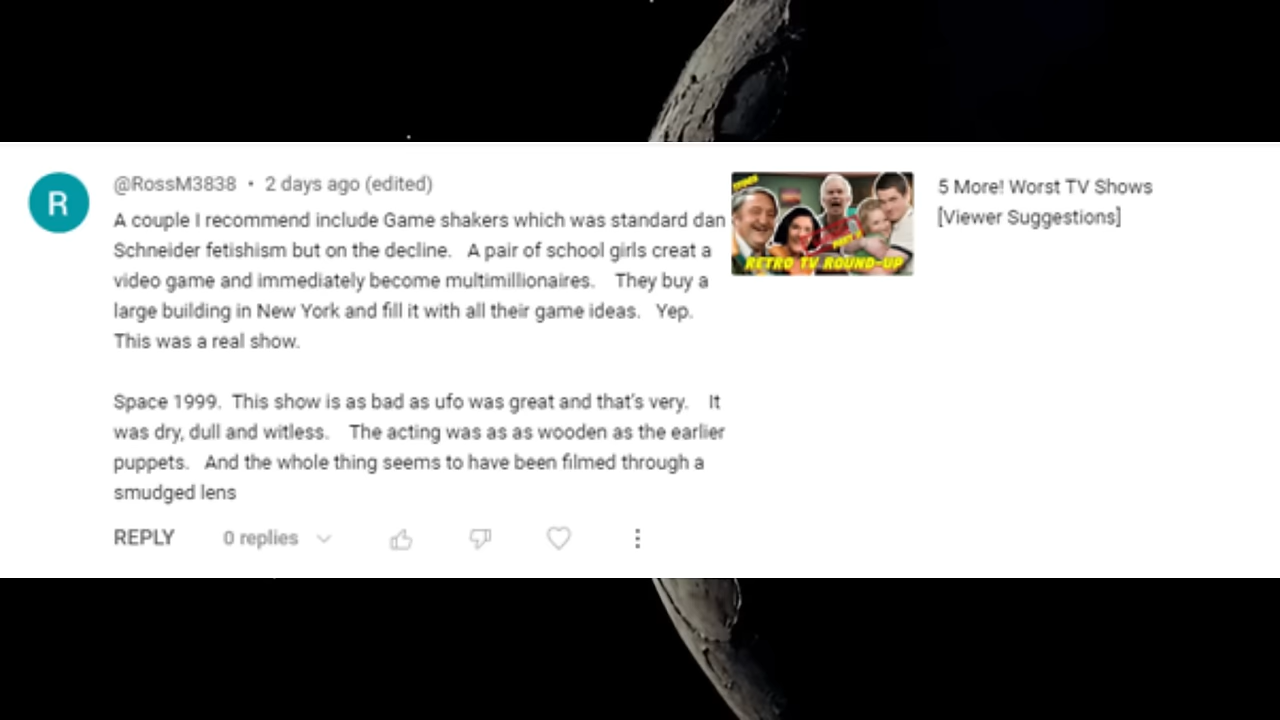 R
@RossM3838 • 2 days ago (edited)
A couple I recommend include Game shakers which was standard dan
Schneider fetishism but on the decline. A pair of school girls creat a
video game and immediately become multimillionaires. They buy a
large building in New York and fill it with all their game ideas. Yep.
This was a real show.
Space 1999. This show is as bad as ufo was great and that's very. It
was dry, dull and witless. The acting was as as wooden as the earlier
puppets. And the whole thing seems to have been filmed through a
smudged lens
REPLY 0 replies
RETRO TV ROUND-UP
5 More! Worst TV Shows
[Viewer Suggestions]